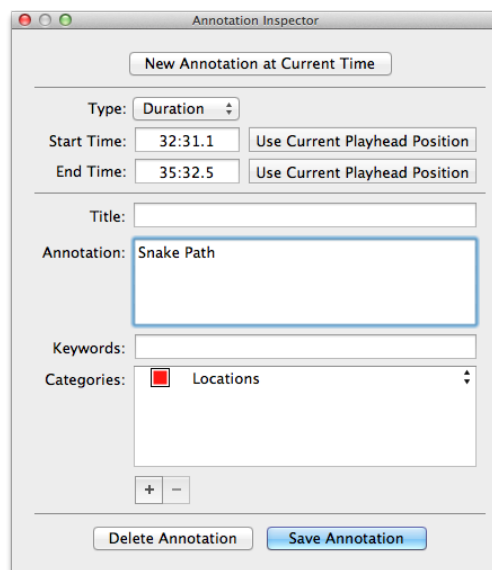 Annotation Inspector
New Annotation at Current Time
Type: Duration
Start Time: 32:31.1 Use Current Playhead Position
End Time: 35:32.5 Use Current Playhead Position
Title:
Annotation: Snake Path
Keywords:
Categories: Locations
+ −
Delete Annotation Save Annotation